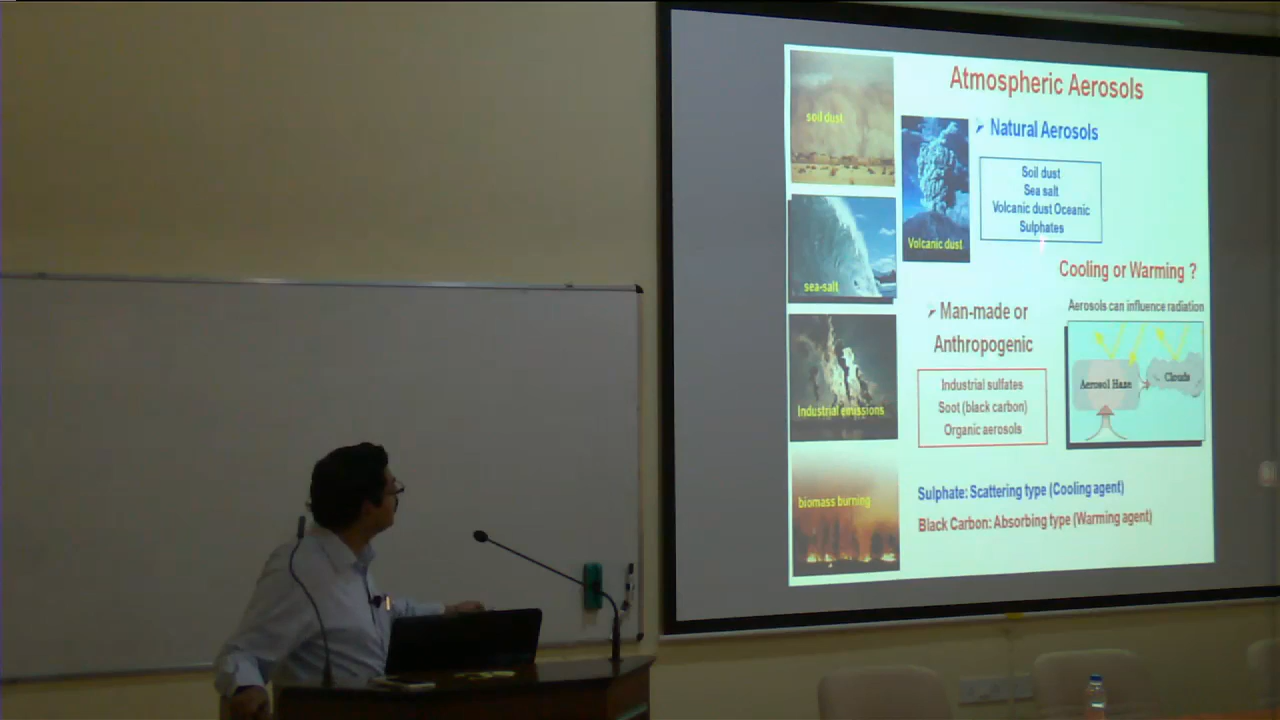 Atmospheric Aerosols
soil dust
Natural Aerosols
Soil dust
Sea salt
Volcanic dust Oceanic
Sulphates
Volcanic dust
sea-salt
Cooling or Warming ?
Aerosols can influence radiation
Man-made or
Anthropogenic
Industrial sulfates
Soot (black carbon)
Organic aerosols
Aerosol Haze
Clouds
Industrial emissions
biomass burning
Sulphate: Scattering type (Cooling agent)
Black Carbon: Absorbing type (Warming agent)